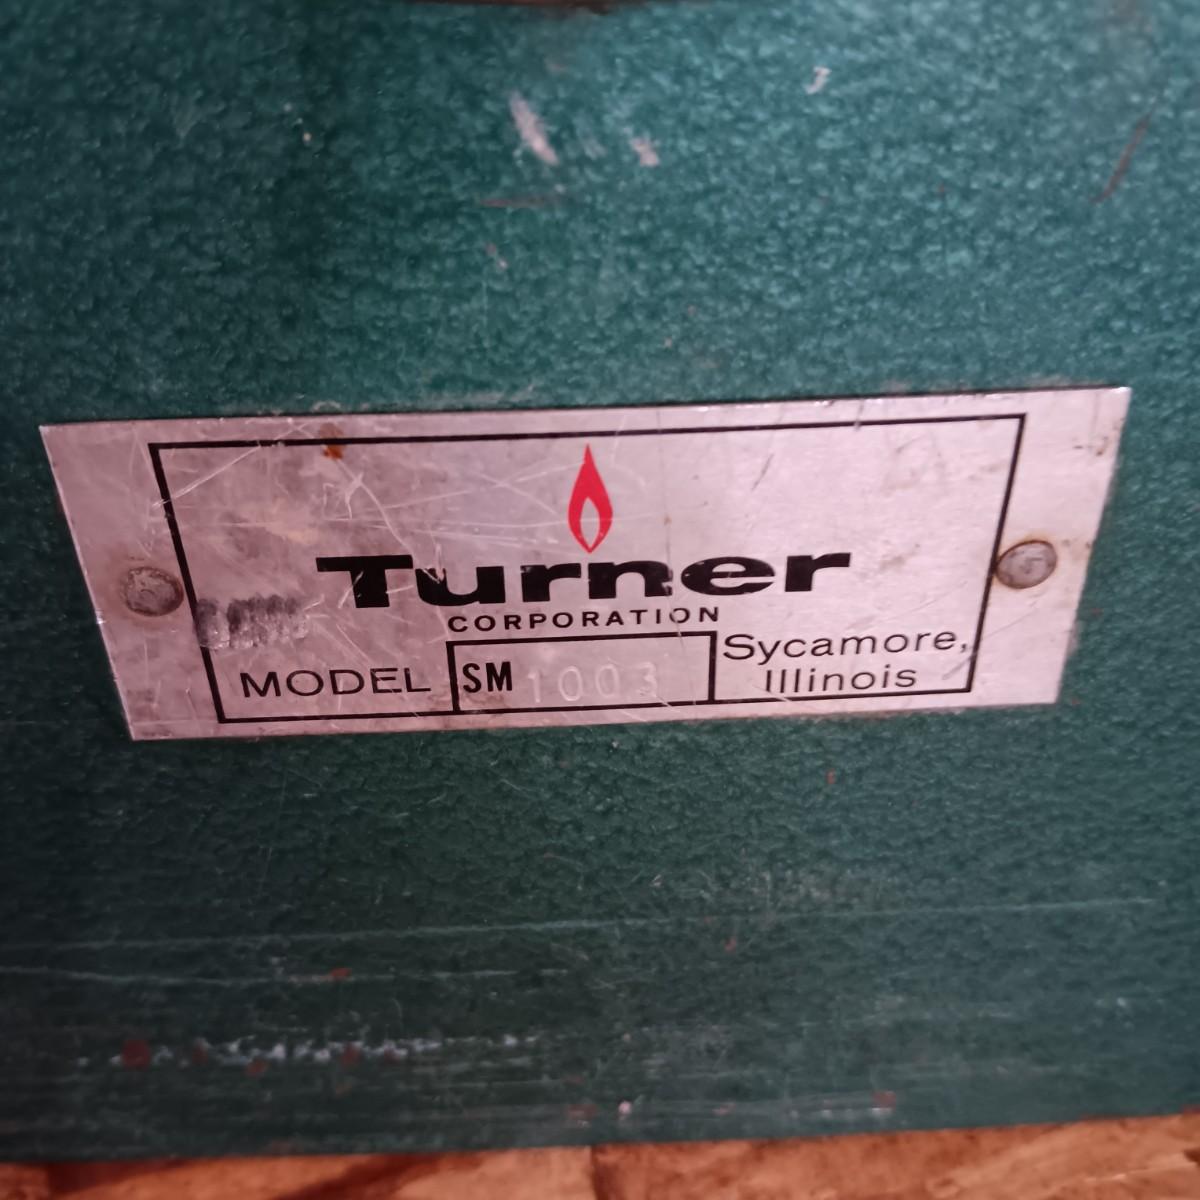 Turner
CORPORATION
MODEL SM 1003
Sycamore,
Illinois